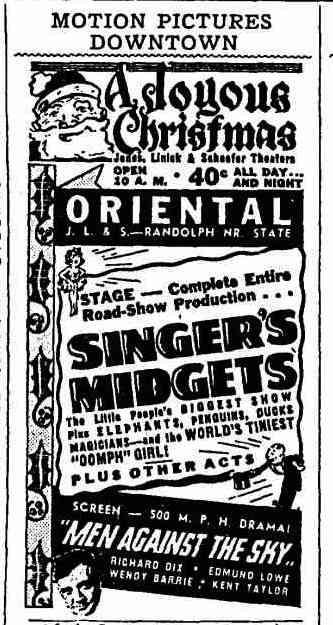 MOTION PICTURES
DOWNTOWN
A Joyous
Christmas
Jones, Linick & Schaefer Theaters
OPEN
10 A. M. • 40c ALL DAY...
AND NIGHT
ORIENTAL
J. L. & S.—RANDOLPH NR. STATE
STAGE — Complete Entire
Road-Show Production . . .
SINGER'S
MIDGETS
The Little People's BIGGEST SHOW
Plus ELEPHANTS, PENGUINS, DUCKS
MAGICIANS—and the WORLD'S TINIEST
"OOMPH" GIRL!
PLUS OTHER ACTS
SCREEN — 500 M. P. H. DRAMA!
"MEN AGAINST THE SKY"
RICHARD DIX • EDMUND LOWE
WENDY BARRIE • KENT TAYLOR